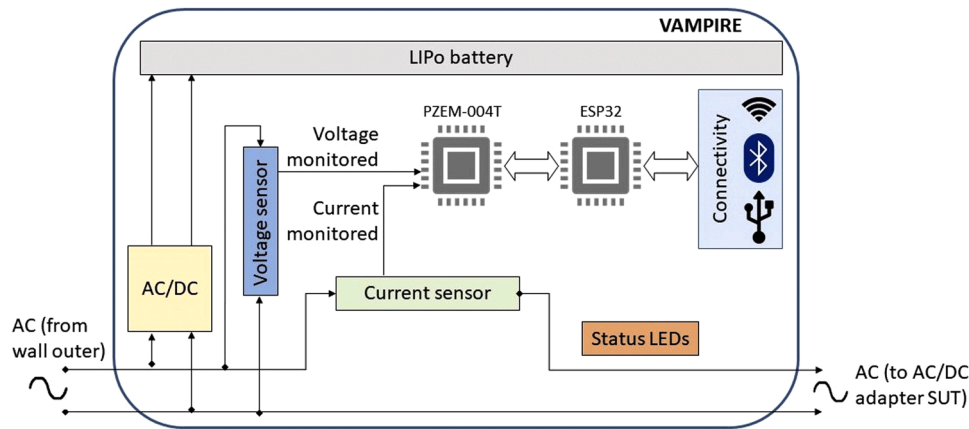 VAMPIRE
LIPo battery
PZEM-004T
ESP32
Voltage
monitored
Voltage sensor
Current
monitored
Connectivity
AC/DC
Current sensor
AC (from
wall outer)
Status LEDs
AC (to AC/DC
adapter SUT)